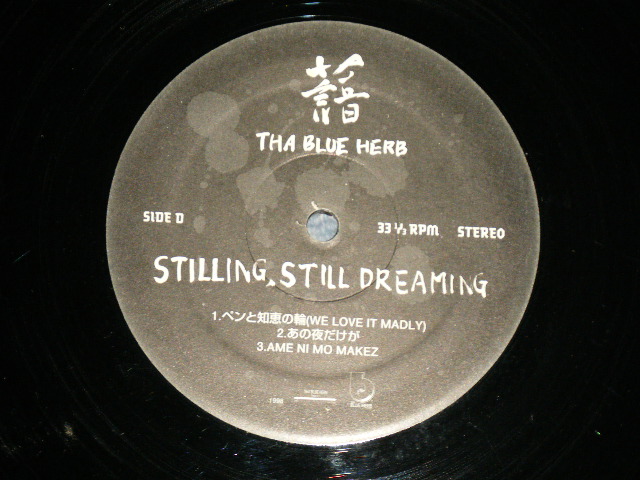 THA BLUE HERB
SIDE D
33 ⅓ RPM. STEREO
STILLING, STILL DREAMING
1.ペンと知恵の輪(WE LOVE IT MADLY)
2.あの夜だけが
3.AME NI MO MAKEZ
1998